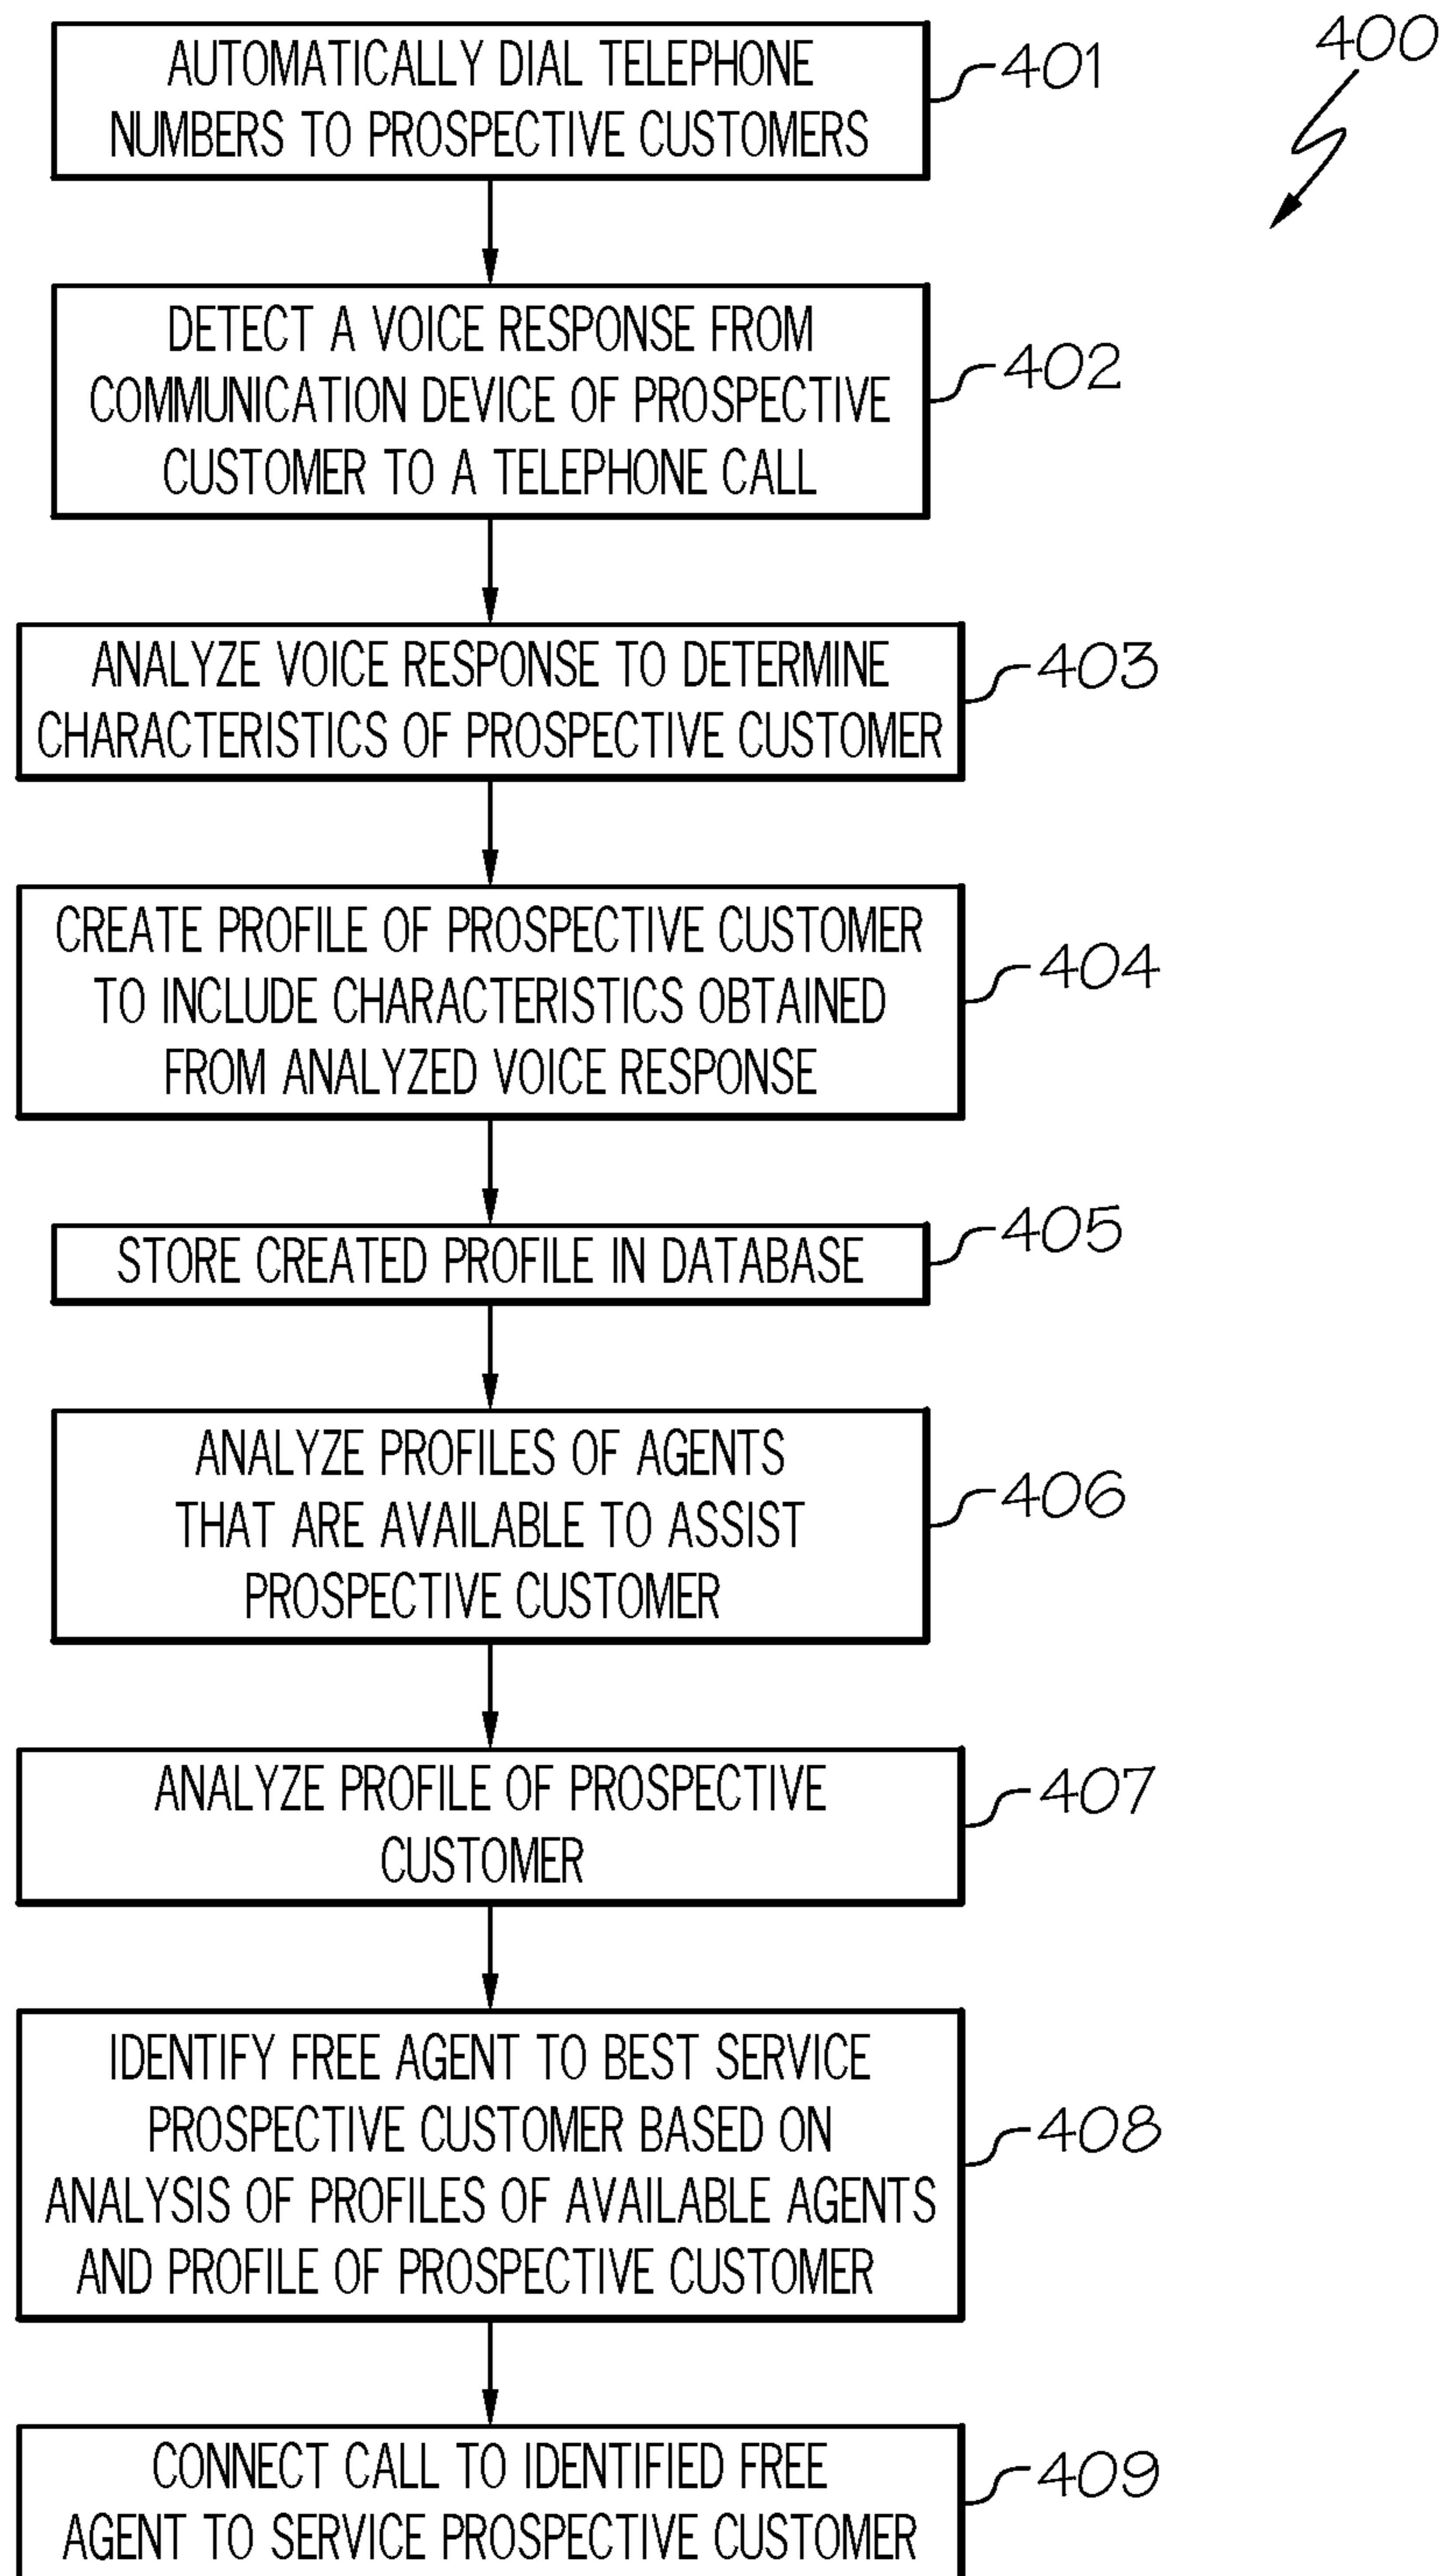 400
AUTOMATICALLY DIAL TELEPHONE
NUMBERS TO PROSPECTIVE CUSTOMERS
401
DETECT A VOICE RESPONSE FROM
COMMUNICATION DEVICE OF PROSPECTIVE
CUSTOMER TO A TELEPHONE CALL
402
ANALYZE VOICE RESPONSE TO DETERMINE
CHARACTERISTICS OF PROSPECTIVE CUSTOMER
403
CREATE PROFILE OF PROSPECTIVE CUSTOMER
TO INCLUDE CHARACTERISTICS OBTAINED
FROM ANALYZED VOICE RESPONSE
404
STORE CREATED PROFILE IN DATABASE
405
ANALYZE PROFILES OF AGENTS
THAT ARE AVAILABLE TO ASSIST
PROSPECTIVE CUSTOMER
406
ANALYZE PROFILE OF PROSPECTIVE
CUSTOMER
407
IDENTIFY FREE AGENT TO BEST SERVICE
PROSPECTIVE CUSTOMER BASED ON
ANALYSIS OF PROFILES OF AVAILABLE AGENTS
AND PROFILE OF PROSPECTIVE CUSTOMER
408
CONNECT CALL TO IDENTIFIED FREE
AGENT TO SERVICE PROSPECTIVE CUSTOMER
409